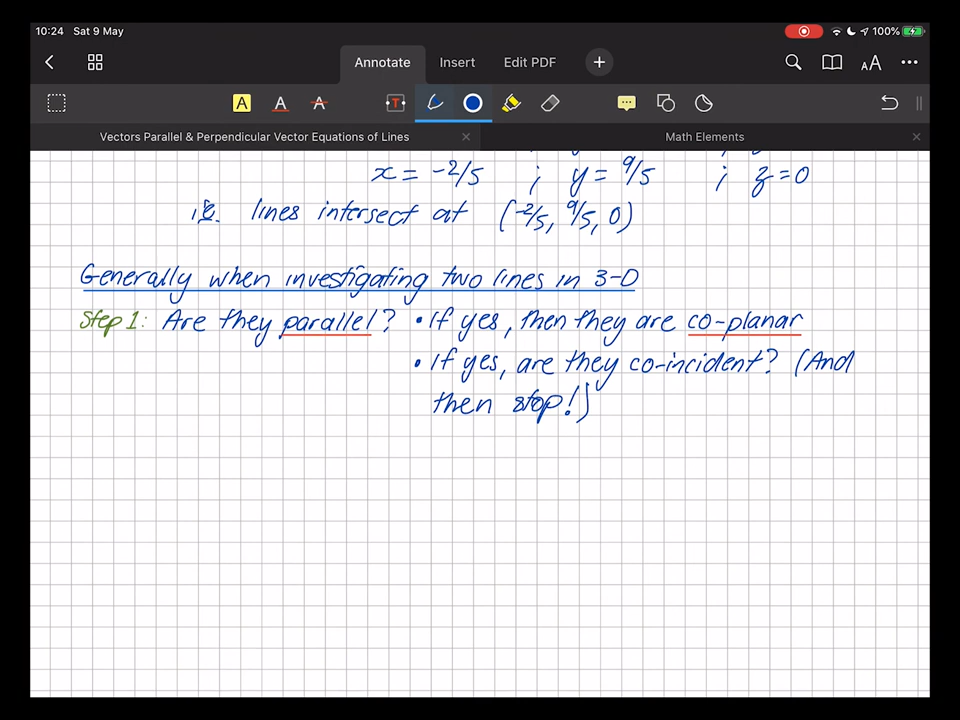 10:24 Sat 9 May 100%
Annotate Insert Edit PDF
AA
A A A T
Vectors Parallel & Perpendicular Vector Equations of Lines Math Elements
x = -2/5 ; y = 9/5 ; z = 0
i.e. lines intersect at (-2/5, 9/5, 0)
Generally when investigating two lines in 3-D
Step 1: Are they parallel? • If yes, then they are co-planar
• If yes, are they co-incident? (And
then stop!)